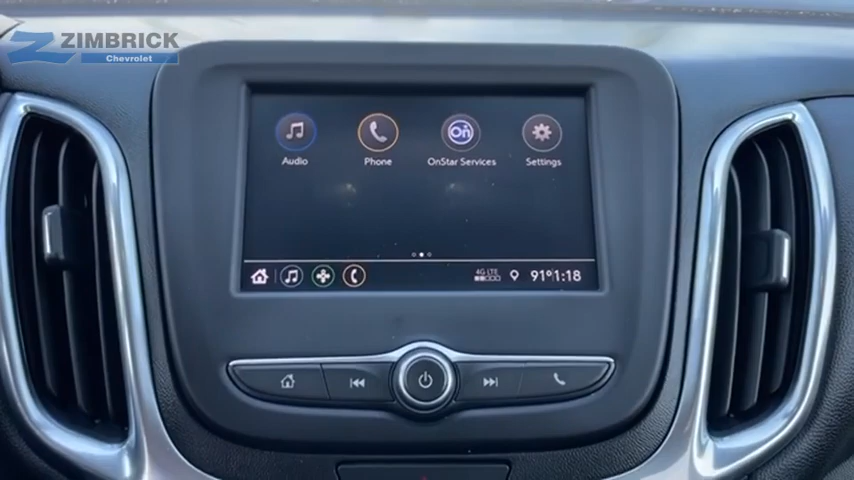 ZIMBRICK
Chevrolet
Audio
Phone
OnStar Services
Settings
4G LTE
91° 1:18